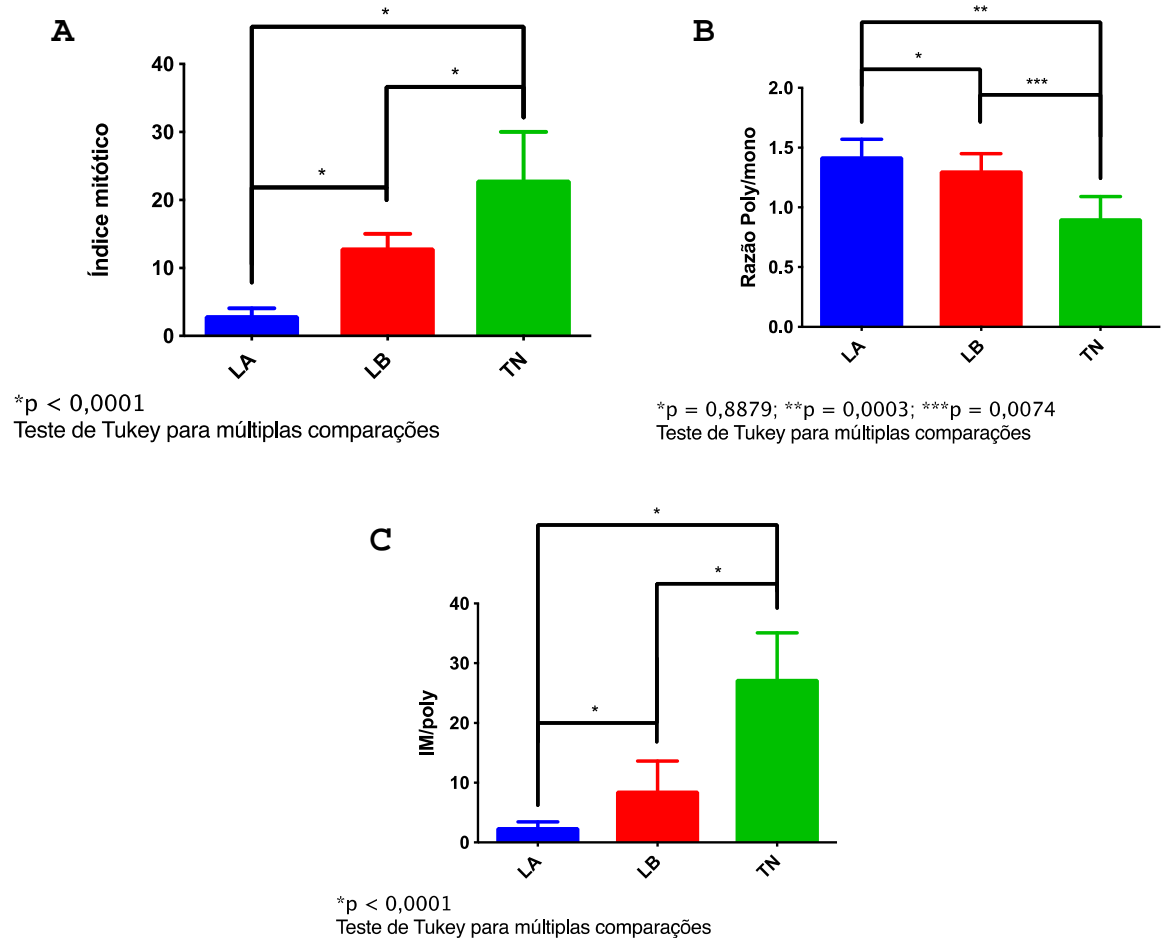 A
*
*
*
40
30
20
10
0
Índice mitótico
LA
LB
TN
*p < 0,0001
Teste de Tukey para múltiplas comparações
B
**
*
***
2.0
1.5
1.0
0.5
0.0
Razão Poly/mono
LA
LB
TN
*p = 0,8879; **p = 0,0003; ***p = 0,0074
Teste de Tukey para múltiplas comparações
C
*
*
*
40
30
20
10
0
IM/poly
LA
LB
TN
*p < 0,0001
Teste de Tukey para múltiplas comparações